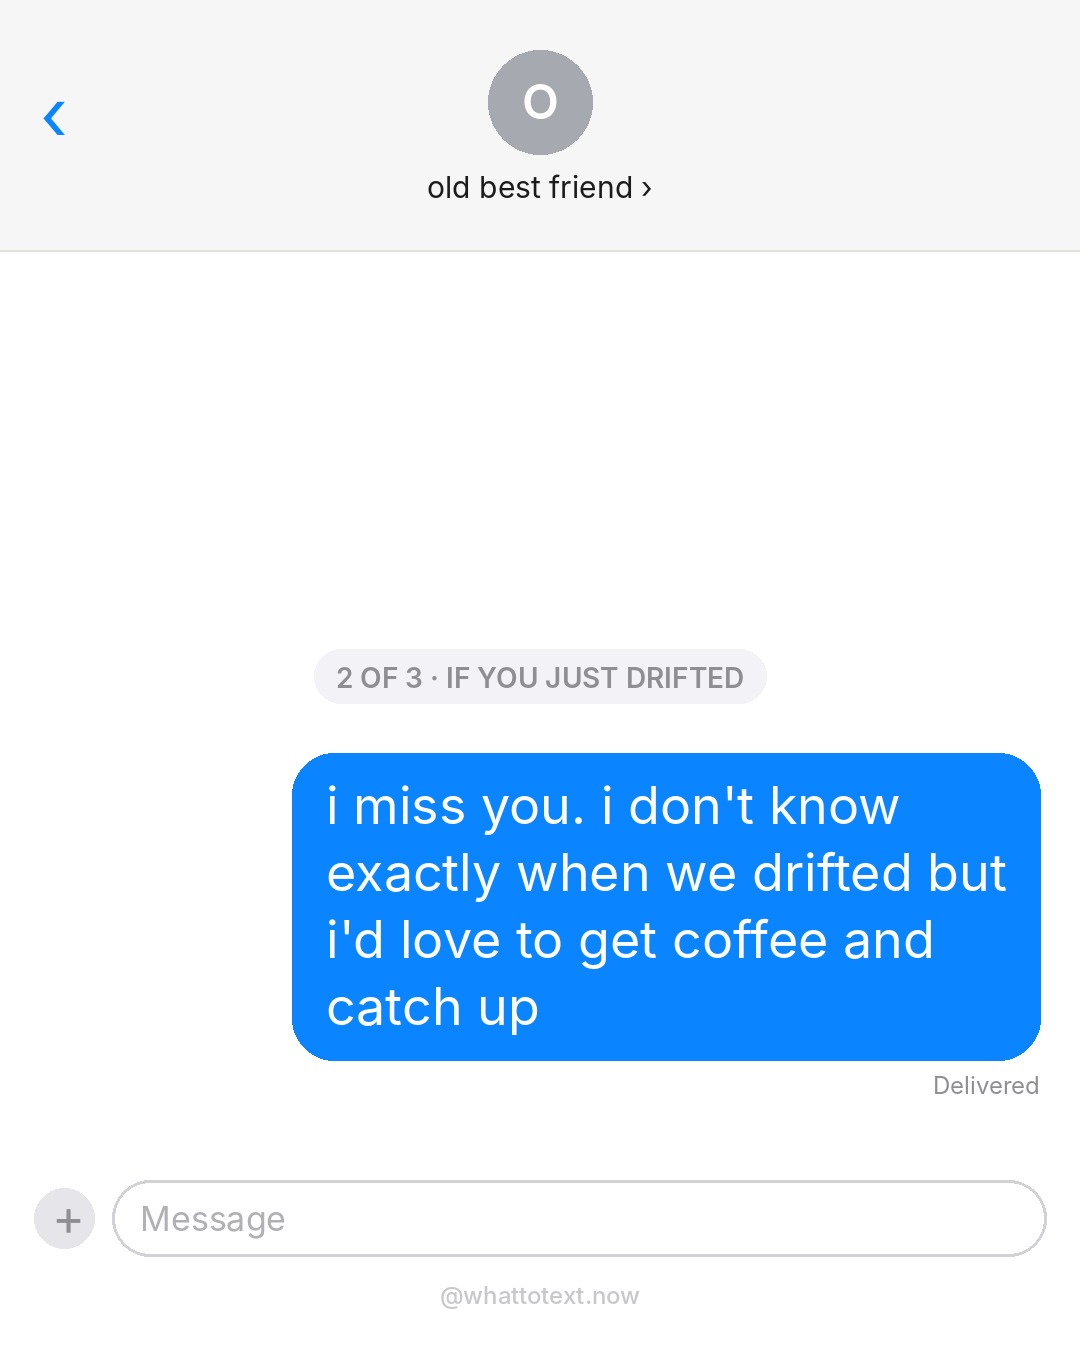 ‹
O
old best friend ›
2 OF 3 · IF YOU JUST DRIFTED
i miss you. i don't know
exactly when we drifted but
i'd love to get coffee and
catch up
Delivered
+
Message
@whattotext.now